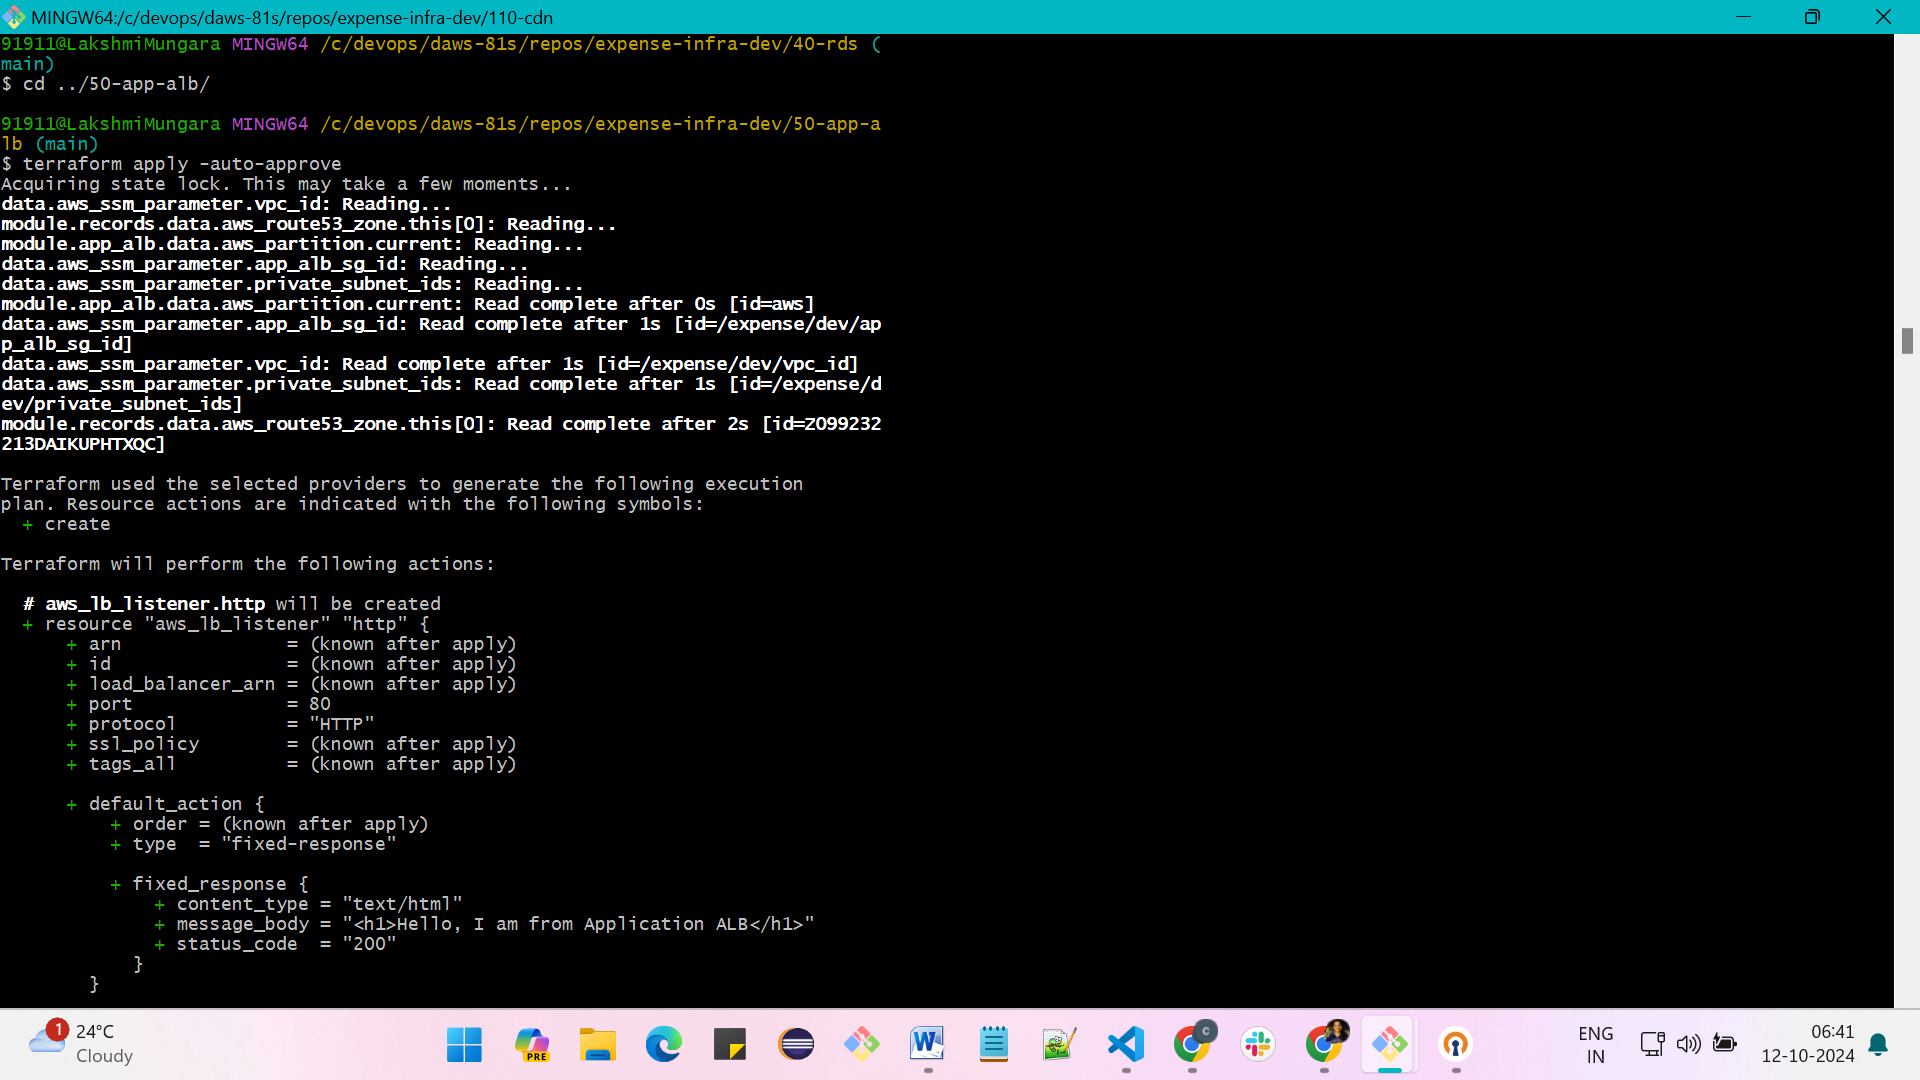 MINGW64:/c/devops/daws-81s/repos/expense-infra-dev/110-cdn
91911@LakshmiMungara MINGW64 /c/devops/daws-81s/repos/expense-infra-dev/40-rds (
main)
$ cd ../50-app-alb/
91911@LakshmiMungara MINGW64 /c/devops/daws-81s/repos/expense-infra-dev/50-app-a
lb (main)
$ terraform apply -auto-approve
Acquiring state lock. This may take a few moments...
data.aws_ssm_parameter.vpc_id: Reading...
module.records.data.aws_route53_zone.this[0]: Reading...
module.app_alb.data.aws_partition.current: Reading...
data.aws_ssm_parameter.app_alb_sg_id: Reading...
data.aws_ssm_parameter.private_subnet_ids: Reading...
module.app_alb.data.aws_partition.current: Read complete after 0s [id=aws]
data.aws_ssm_parameter.app_alb_sg_id: Read complete after 1s [id=/expense/dev/ap
p_alb_sg_id]
data.aws_ssm_parameter.vpc_id: Read complete after 1s [id=/expense/dev/vpc_id]
data.aws_ssm_parameter.private_subnet_ids: Read complete after 1s [id=/expense/d
ev/private_subnet_ids]
module.records.data.aws_route53_zone.this[0]: Read complete after 2s [id=Z099232
213DAIKUPHTXQC]
Terraform used the selected providers to generate the following execution
plan. Resource actions are indicated with the following symbols:
  + create
Terraform will perform the following actions:
  # aws_lb_listener.http will be created
  + resource "aws_lb_listener" "http" {
      + arn               = (known after apply)
      + id                = (known after apply)
      + load_balancer_arn = (known after apply)
      + port              = 80
      + protocol          = "HTTP"
      + ssl_policy        = (known after apply)
      + tags_all          = (known after apply)
      + default_action {
          + order = (known after apply)
          + type  = "fixed-response"
          + fixed_response {
              + content_type = "text/html"
              + message_body = "<h1>Hello, I am from Application ALB</h1>"
              + status_code  = "200"
            }
        }
1
24°C
Cloudy
PRE
W
C
ENG
IN
06:41
12-10-2024